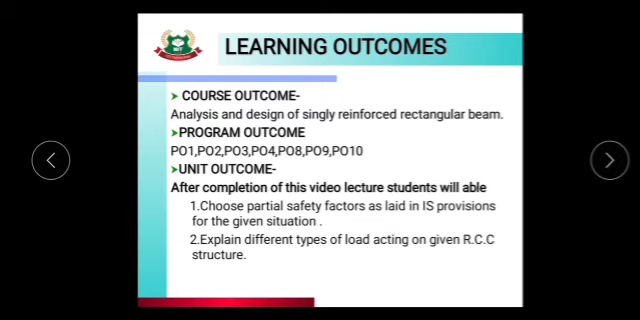 LEARNING OUTCOMES
➤ COURSE OUTCOME-
Analysis and design of singly reinforced rectangular beam.
➤PROGRAM OUTCOME
PO1,PO2,PO3,PO4,PO8,PO9,PO10
➤UNIT OUTCOME-
After completion of this video lecture students will able
1.Choose partial safety factors as laid in IS provisions
for the given situation .
2.Explain different types of load acting on given R.C.C
structure.